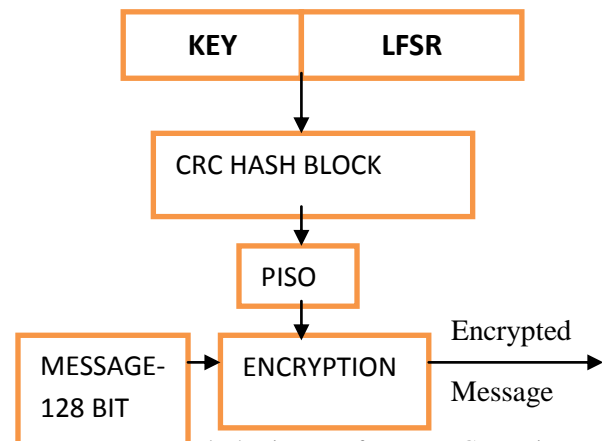 KEY LFSR
CRC HASH BLOCK
PISO
Encrypted
MESSAGE-
128 BIT
ENCRYPTION
Message